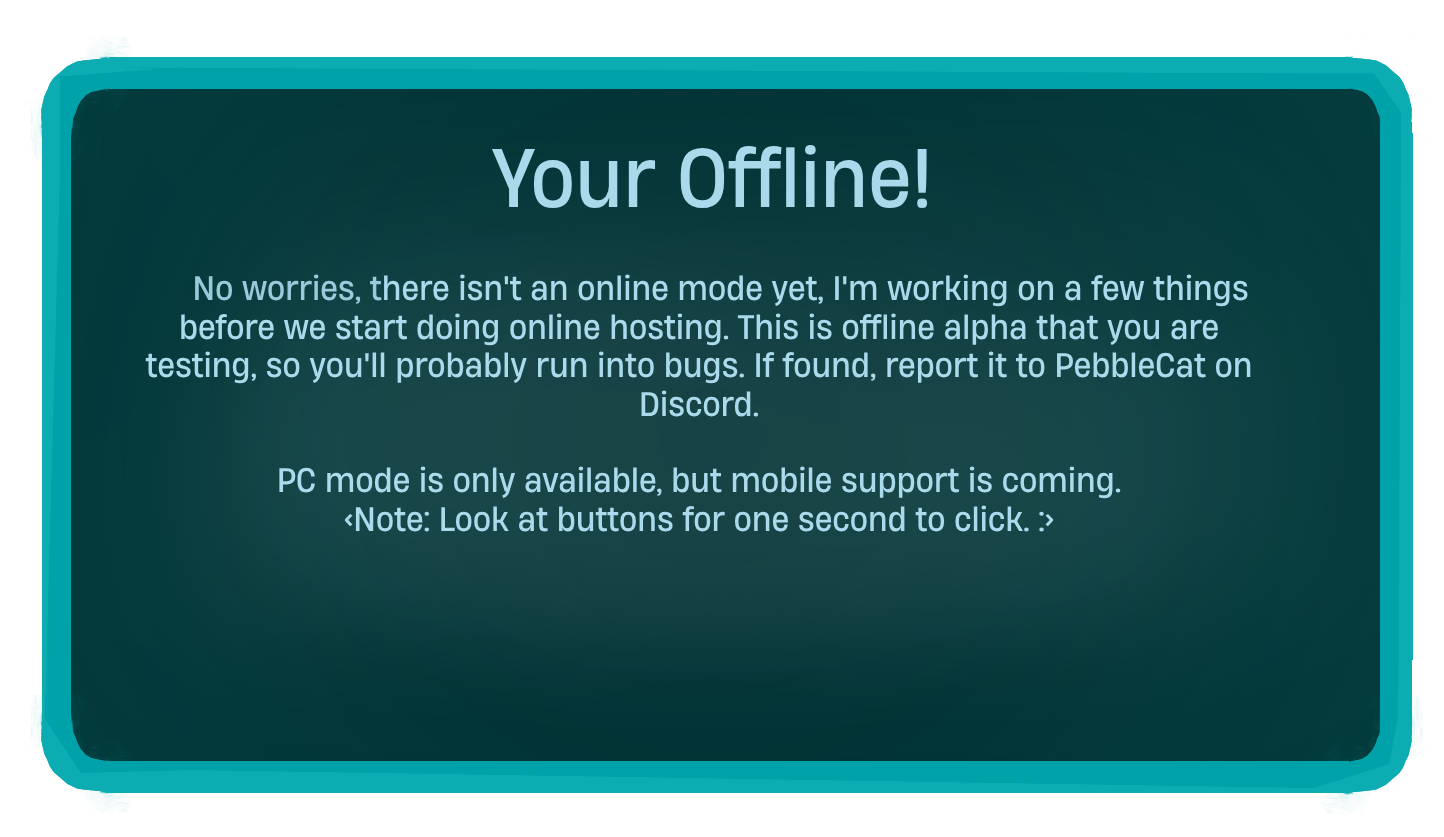 Your Offline!
No worries, there isn't an online mode yet, I'm working on a few things
before we start doing online hosting. This is offline alpha that you are
testing, so you'll probably run into bugs. If found, report it to PebbleCat on
Discord.
PC mode is only available, but mobile support is coming.
<Note: Look at buttons for one second to click. :>